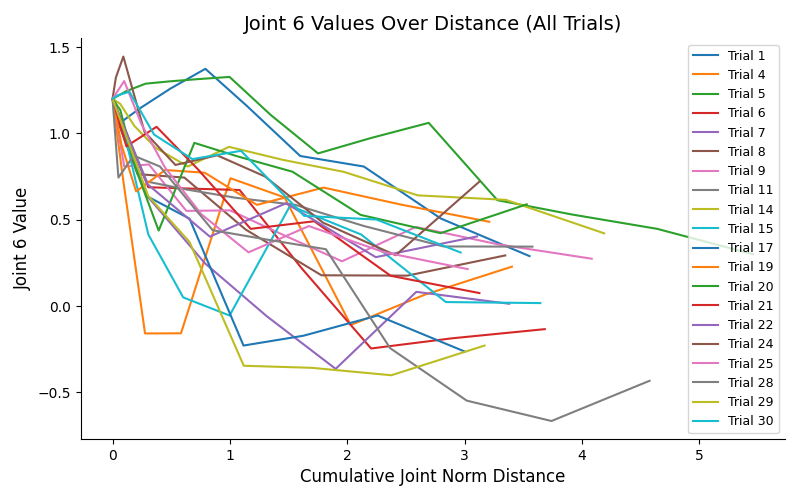 Joint 6 Values Over Distance (All Trials)
1.5
1.0
0.5
0.0
−0.5
Joint 6 Value
0
1
2
3
4
5
Cumulative Joint Norm Distance
Trial 1
Trial 4
Trial 5
Trial 6
Trial 7
Trial 8
Trial 9
Trial 11
Trial 14
Trial 15
Trial 17
Trial 19
Trial 20
Trial 21
Trial 22
Trial 24
Trial 25
Trial 28
Trial 29
Trial 30